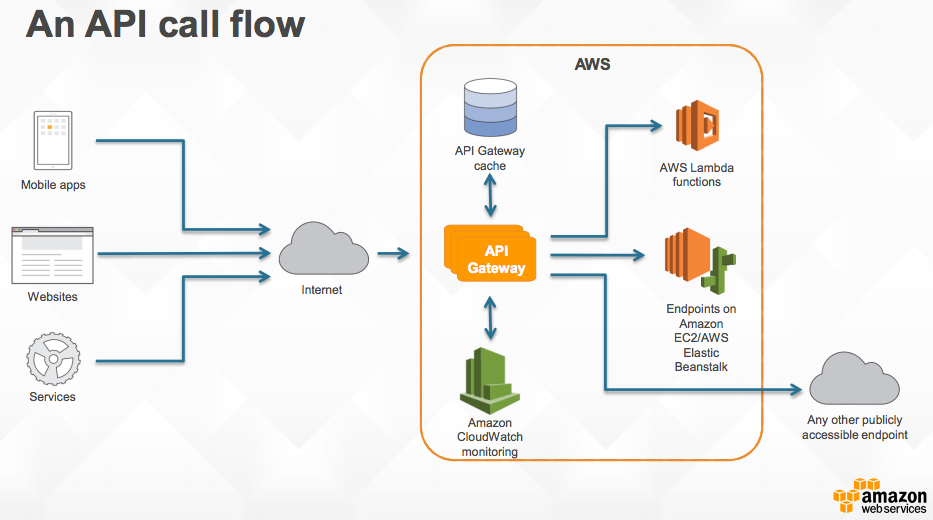 An API call flow
AWS
Mobile apps
Websites
Services
Internet
API Gateway
cache
API
Gateway
Amazon
CloudWatch
monitoring
AWS Lambda
functions
Endpoints on
Amazon
EC2/AWS
Elastic
Beanstalk
Any other publicly
accessible endpoint
amazon
web services